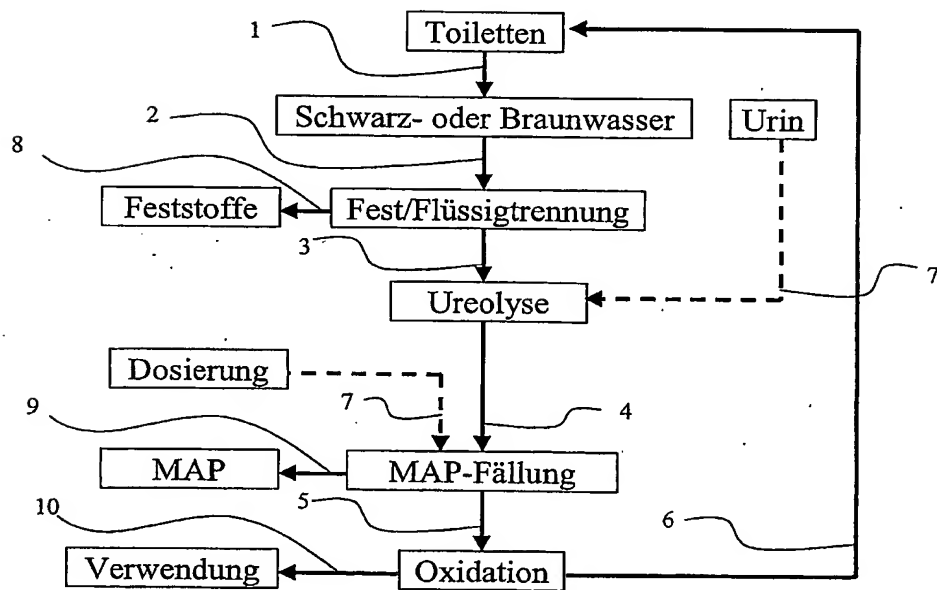 Toiletten
1
Schwarz- oder Braunwasser
Urin
2
8
Feststoffe
Fest/Flüssigtrennung
3
7
Ureolyse
Dosierung
7
4
9
MAP
MAP-Fällung
5
10
6
Verwendung
Oxidation